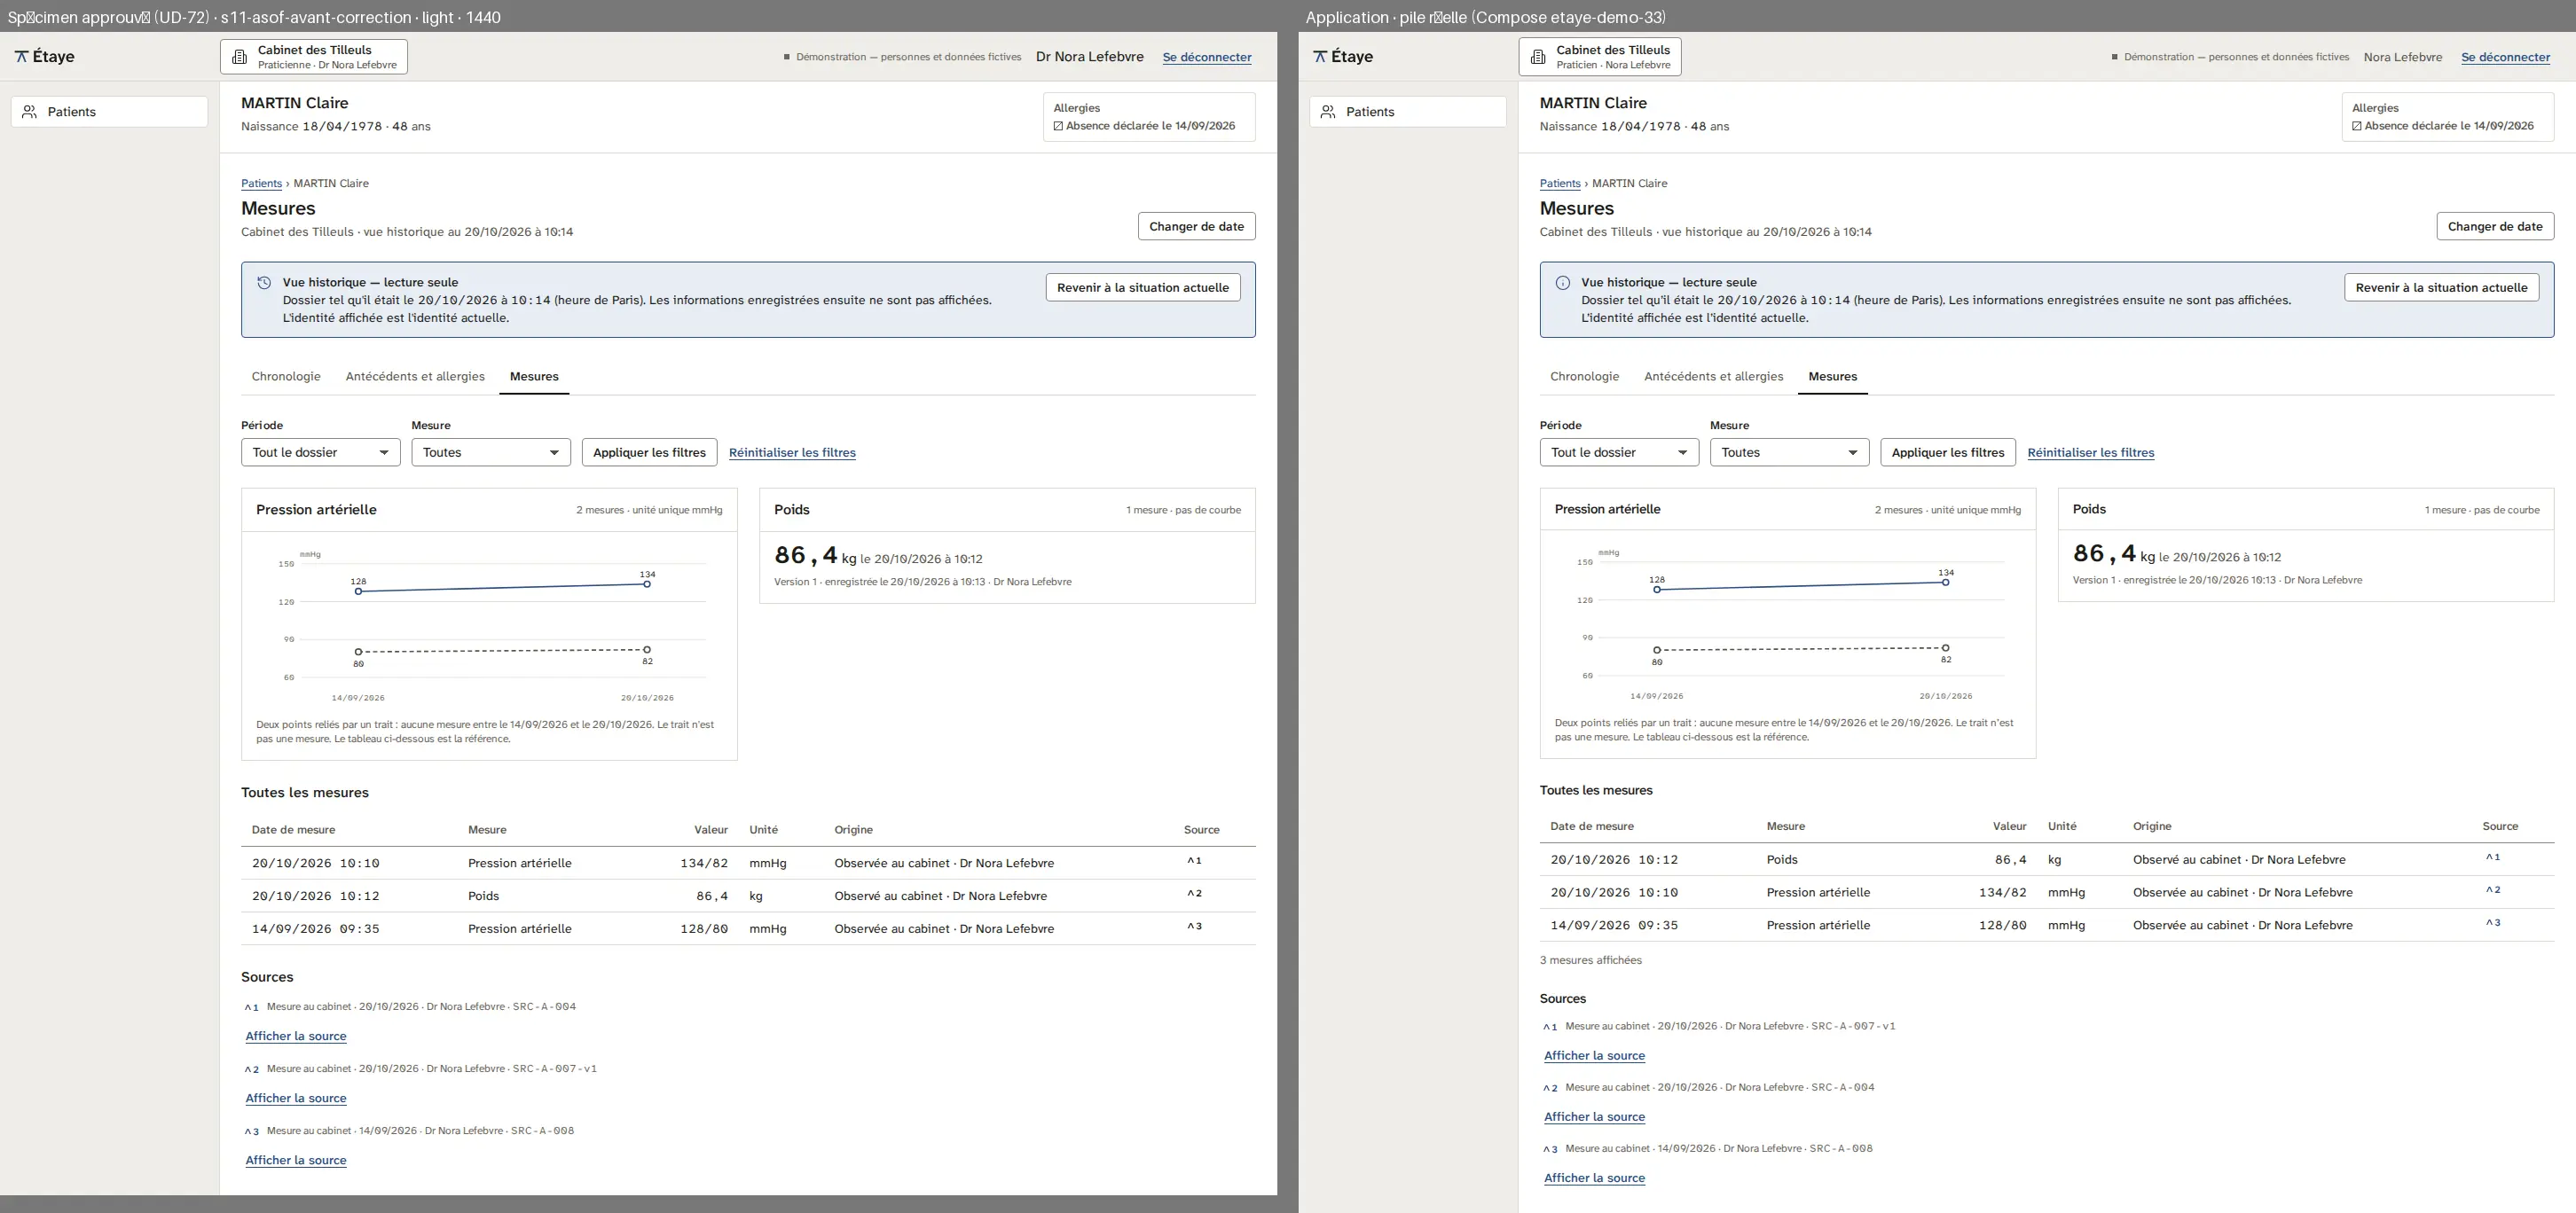 Sp□cimen approuv□ (UD-72) · s11-asof-avant-correction · light · 1440
Étaye
Cabinet des Tilleuls
Praticienne · Dr Nora Lefebvre
Démonstration — personnes et données fictives
Dr Nora Lefebvre
Se déconnecter
Patients
MARTIN Claire
Naissance 18/04/1978 · 48 ans
Allergies
Absence déclarée le 14/09/2026
Patients › MARTIN Claire
Mesures
Cabinet des Tilleuls · vue historique au 20/10/2026 à 10:14
Changer de date
Vue historique — lecture seule
Dossier tel qu'il était le 20/10/2026 à 10:14 (heure de Paris). Les informations enregistrées ensuite ne sont pas affichées.
L'identité affichée est l'identité actuelle.
Revenir à la situation actuelle
Chronologie Antécédents et allergies Mesures
Période Mesure
Tout le dossier Toutes Appliquer les filtres Réinitialiser les filtres
Pression artérielle 2 mesures · unité unique mmHg
mmHg
150
128 134
120
90
80 82
60
14/09/2026 20/10/2026
Deux points reliés par un trait : aucune mesure entre le 14/09/2026 et le 20/10/2026. Le trait n'est
pas une mesure. Le tableau ci-dessous est la référence.
Poids 1 mesure · pas de courbe
86,4 kg le 20/10/2026 à 10:12
Version 1 · enregistrée le 20/10/2026 à 10:13 · Dr Nora Lefebvre
Toutes les mesures
Date de mesure Mesure Valeur Unité Origine Source
20/10/2026 10:10 Pression artérielle 134/82 mmHg Observée au cabinet · Dr Nora Lefebvre ^1
20/10/2026 10:12 Poids 86,4 kg Observé au cabinet · Dr Nora Lefebvre ^2
14/09/2026 09:35 Pression artérielle 128/80 mmHg Observée au cabinet · Dr Nora Lefebvre ^3
Sources
^1 Mesure au cabinet · 20/10/2026 · Dr Nora Lefebvre · SRC-A-004
Afficher la source
^2 Mesure au cabinet · 20/10/2026 · Dr Nora Lefebvre · SRC-A-007-v1
Afficher la source
^3 Mesure au cabinet · 14/09/2026 · Dr Nora Lefebvre · SRC-A-008
Afficher la source
Application · pile r□elle (Compose etaye-demo-33)
Étaye
Cabinet des Tilleuls
Praticien · Nora Lefebvre
Démonstration — personnes et données fictives
Nora Lefebvre
Se déconnecter
Patients
MARTIN Claire
Naissance 18/04/1978 · 48 ans
Allergies
Absence déclarée le 14/09/2026
Patients › MARTIN Claire
Mesures
Cabinet des Tilleuls · vue historique au 20/10/2026 à 10:14
Changer de date
Vue historique — lecture seule
Dossier tel qu'il était le 20/10/2026 à 10:14 (heure de Paris). Les informations enregistrées ensuite ne sont pas affichées.
L'identité affichée est l'identité actuelle.
Revenir à la situation actuelle
Chronologie Antécédents et allergies Mesures
Période Mesure
Tout le dossier Toutes Appliquer les filtres Réinitialiser les filtres
Pression artérielle 2 mesures · unité unique mmHg
mmHg
150
128 134
120
90
80 82
60
14/09/2026 20/10/2026
Deux points reliés par un trait : aucune mesure entre le 14/09/2026 et le 20/10/2026. Le trait n'est
pas une mesure. Le tableau ci-dessous est la référence.
Poids 1 mesure · pas de courbe
86,4 kg le 20/10/2026 à 10:12
Version 1 · enregistrée le 20/10/2026 10:13 · Dr Nora Lefebvre
Toutes les mesures
Date de mesure Mesure Valeur Unité Origine Source
20/10/2026 10:12 Poids 86,4 kg Observé au cabinet · Dr Nora Lefebvre ^1
20/10/2026 10:10 Pression artérielle 134/82 mmHg Observée au cabinet · Dr Nora Lefebvre ^2
14/09/2026 09:35 Pression artérielle 128/80 mmHg Observée au cabinet · Dr Nora Lefebvre ^3
3 mesures affichées
Sources
^1 Mesure au cabinet · 20/10/2026 · Dr Nora Lefebvre · SRC-A-007-v1
Afficher la source
^2 Mesure au cabinet · 20/10/2026 · Dr Nora Lefebvre · SRC-A-004
Afficher la source
^3 Mesure au cabinet · 14/09/2026 · Dr Nora Lefebvre · SRC-A-008
Afficher la source